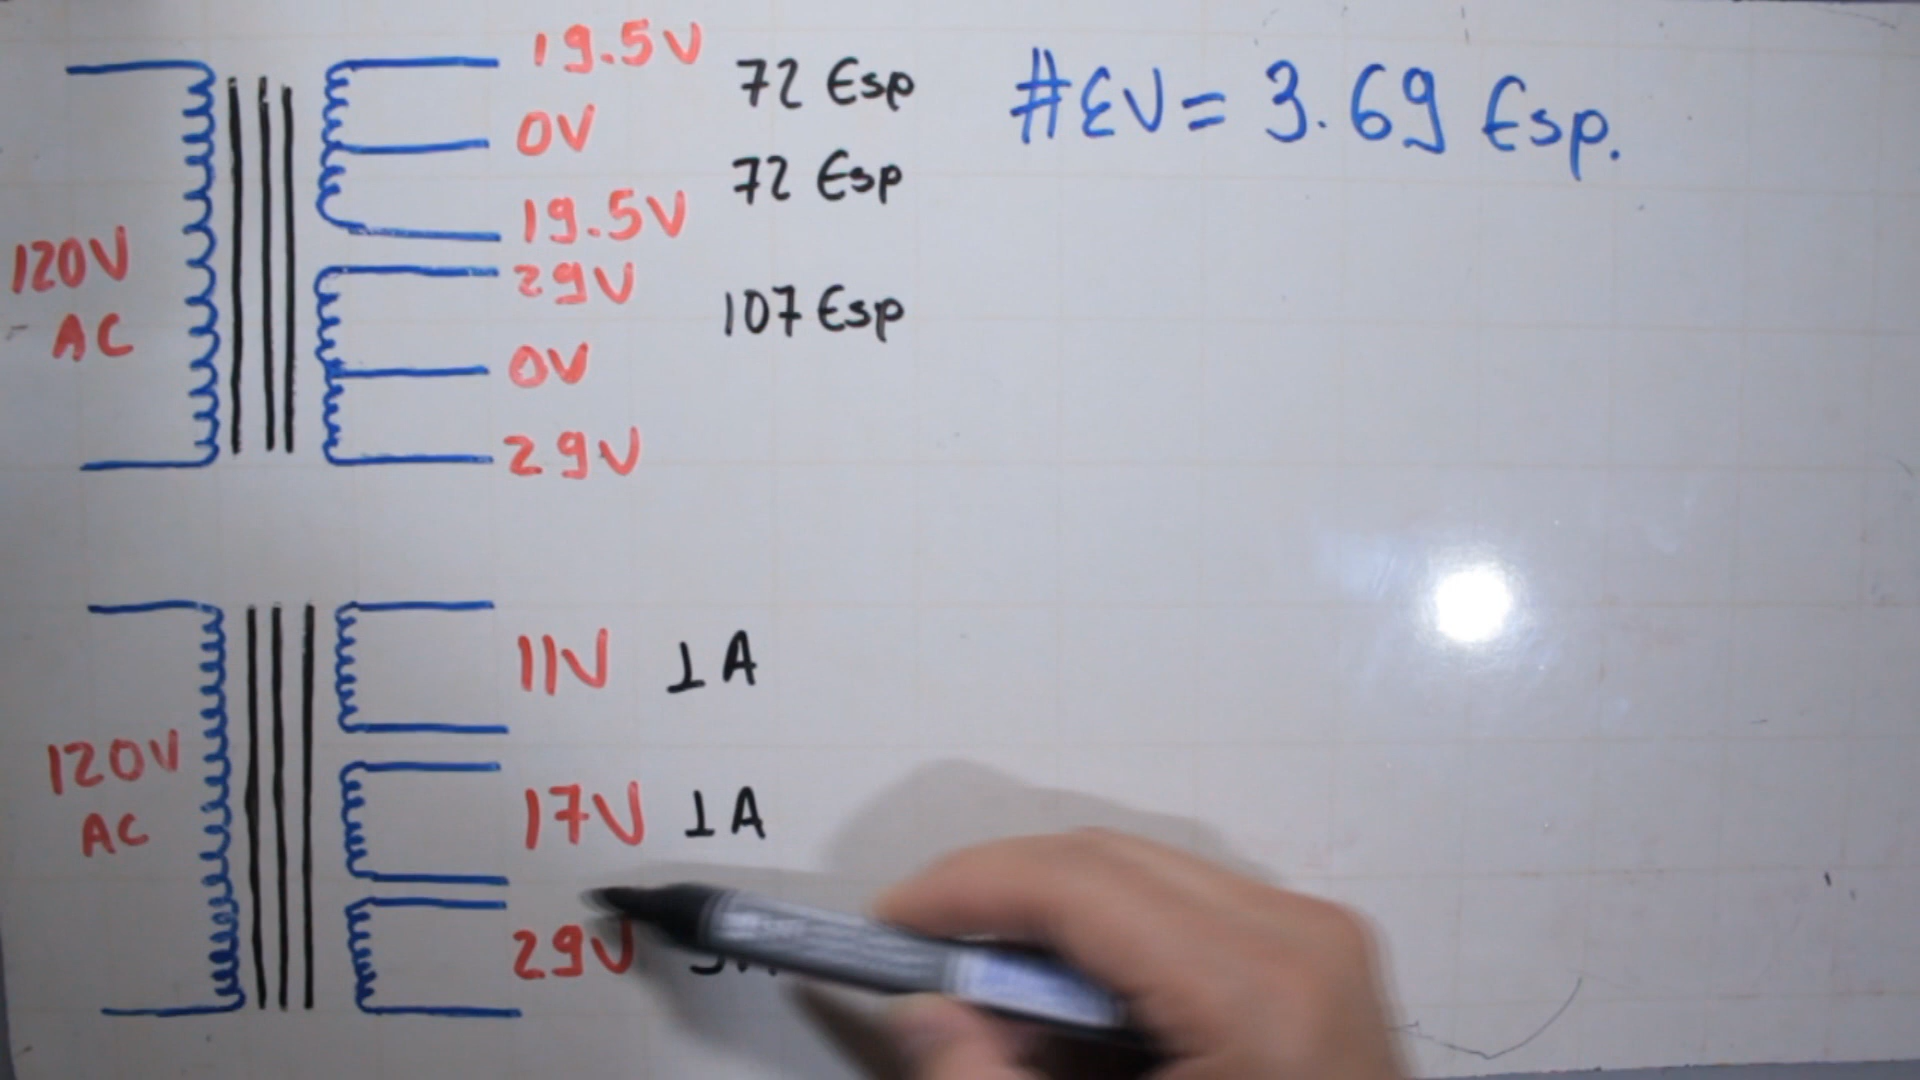 19.5V
72 Esp
#EV = 3.69 Esp.
0V
72 Esp
19.5V
120V
AC
29V
107 Esp
0V
29V
11V 1A
17V 1A
120V
AC
29V